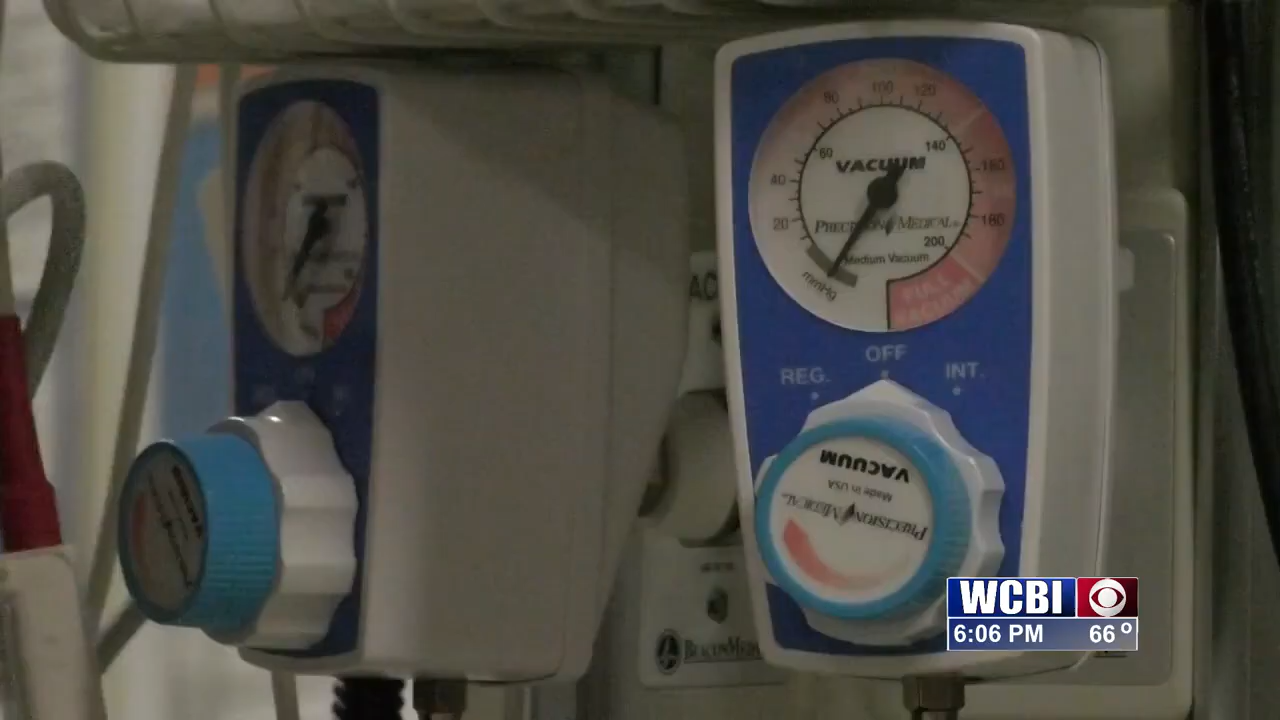 80 100 120
60 140
VACUUM
40 160
PRECISION MEDICAL
20 180
200
Medium Vacuum
mmHg
FULL
VACUUM
OFF
REG. INT.
VACUUM
Made in USA
PRECISION MEDICAL
WCBI
6:06 PM 66°